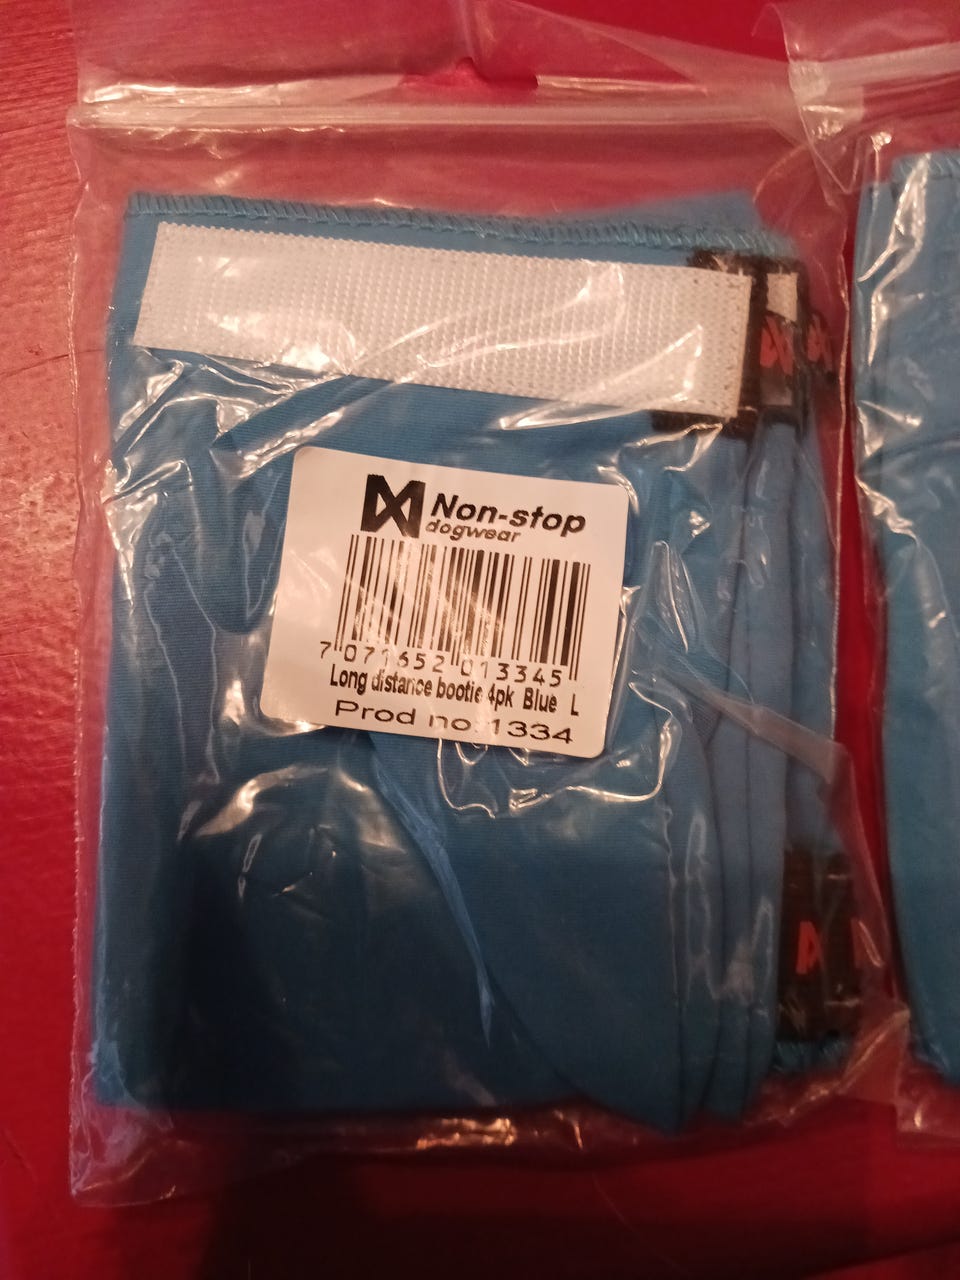 Non-stop
dogwear
7 071652 013345
Long distance bootie 4pk Blue L
Prod no. 1334